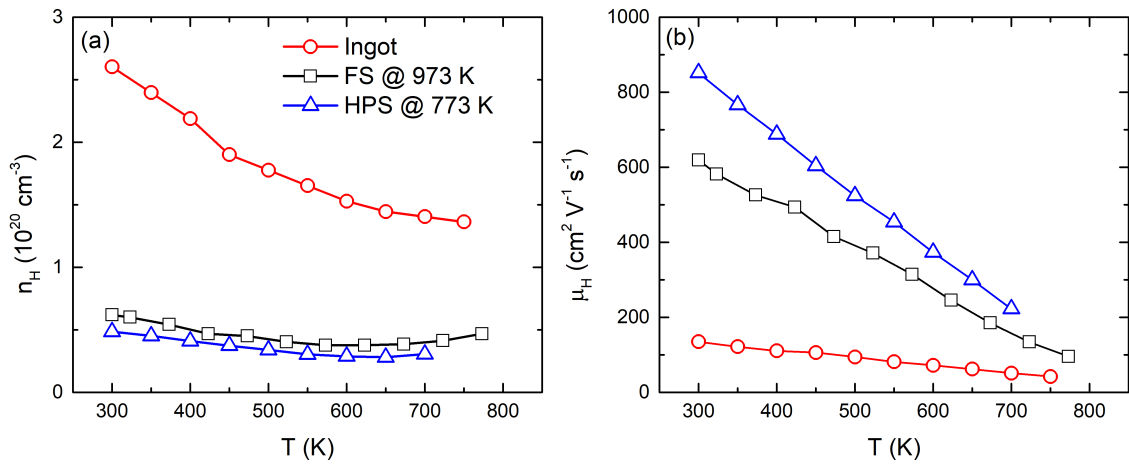 (a)
Ingot
FS @ 973 K
HPS @ 773 K
3
2
1
0
n_H (10^20 cm^-3)
300 400 500 600 700 800
T (K)
(b)
1000
800
600
400
200
0
μ_H (cm^2 V^-1 s^-1)
300 400 500 600 700 800
T (K)